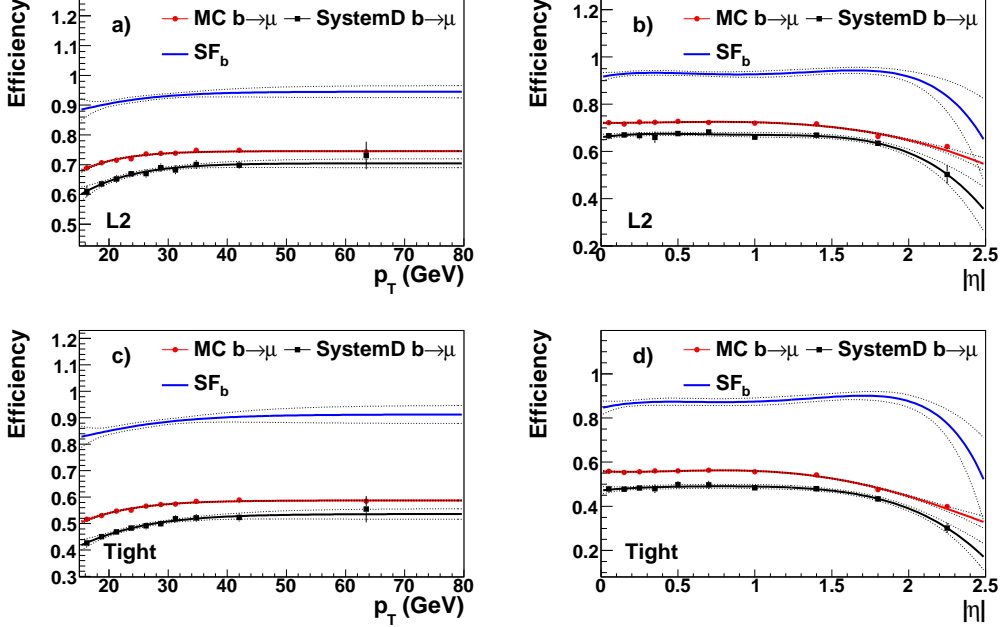 a) MC b→μ SystemD b→μ
SF_b
Efficiency
1.2
1.1
1
0.9
0.8
0.7
0.6
0.5
L2
20 30 40 50 60 70 80
p_T (GeV)
b) MC b→μ SystemD b→μ
SF_b
Efficiency
1
0.8
0.6
0.4
0.2
L2
0 0.5 1 1.5 2 2.5
|η|
c) MC b→μ SystemD b→μ
SF_b
Efficiency
1.2
1.1
1
0.9
0.8
0.7
0.6
0.5
0.4
0.3
Tight
20 30 40 50 60 70 80
p_T (GeV)
d) MC b→μ SystemD b→μ
SF_b
Efficiency
1
0.8
0.6
0.4
0.2
Tight
0 0.5 1 1.5 2 2.5
|η|